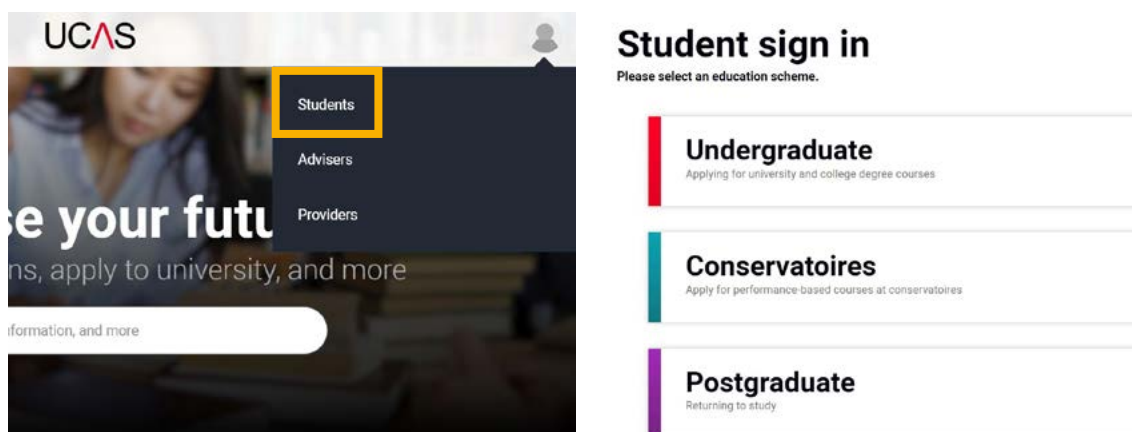 UCAS
Students
Advisers
Providers
se your futu
ns, apply to university, and more
nformation, and more
Student sign in
Please select an education scheme.
Undergraduate
Applying for university and college degree courses
Conservatoires
Apply for performance-based courses at conservatoires
Postgraduate
Returning to study